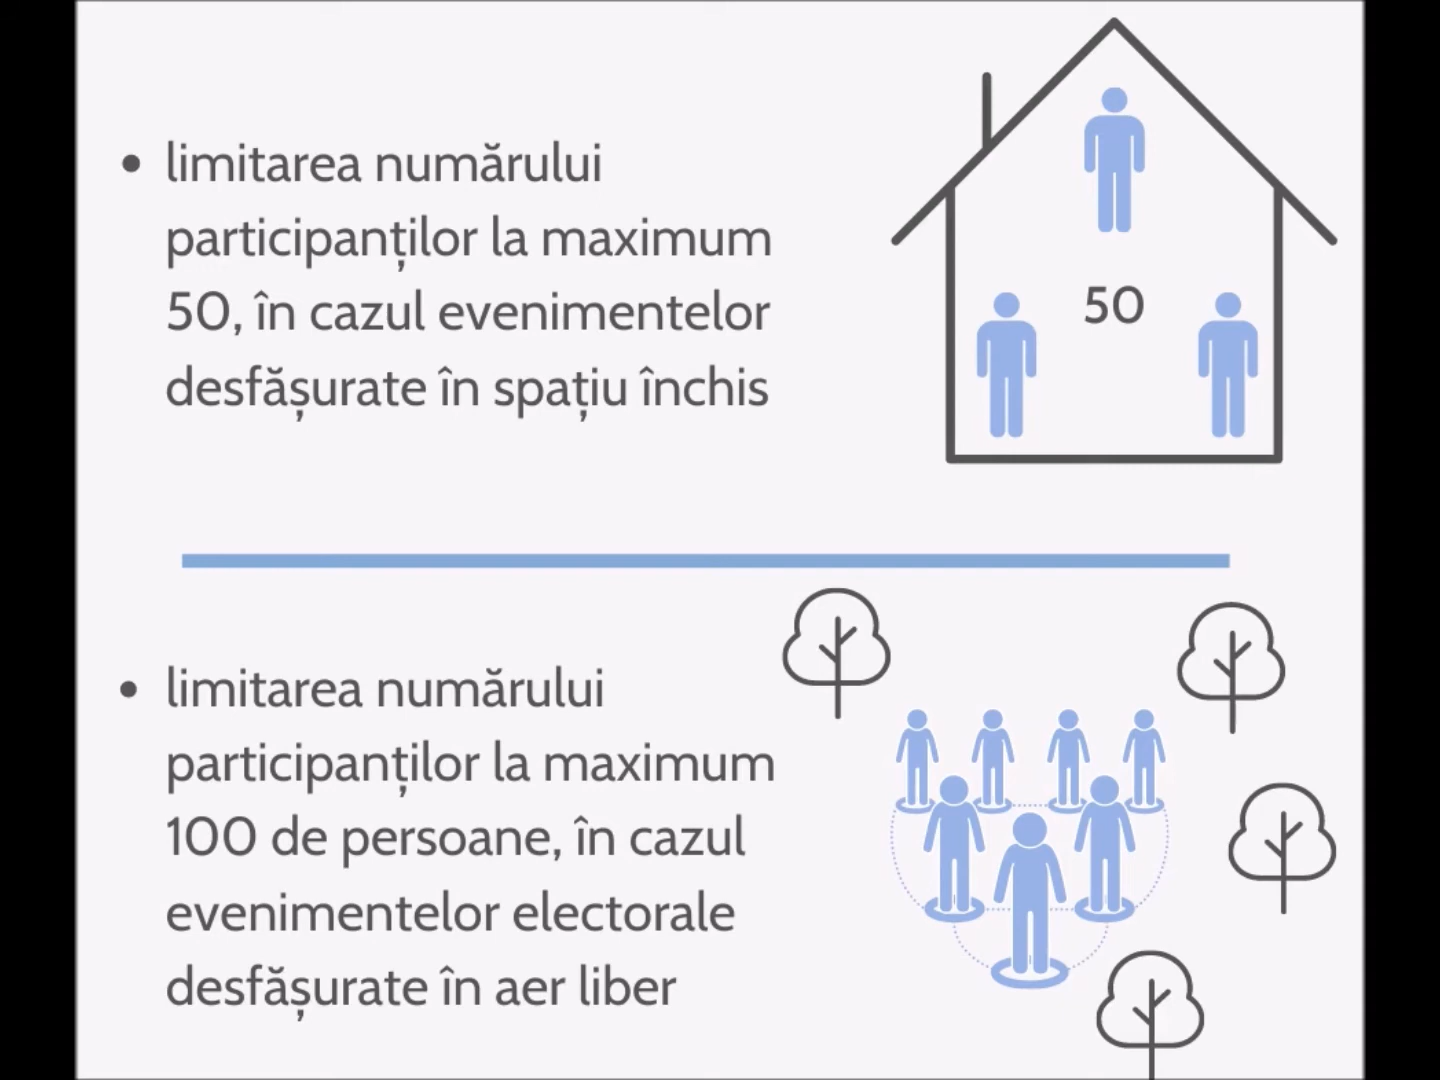 • limitarea numărului
participanților la maximum
50, în cazul evenimentelor
desfășurate în spațiu închis
50
• limitarea numărului
participanților la maximum
100 de persoane, în cazul
evenimentelor electorale
desfășurate în aer liber